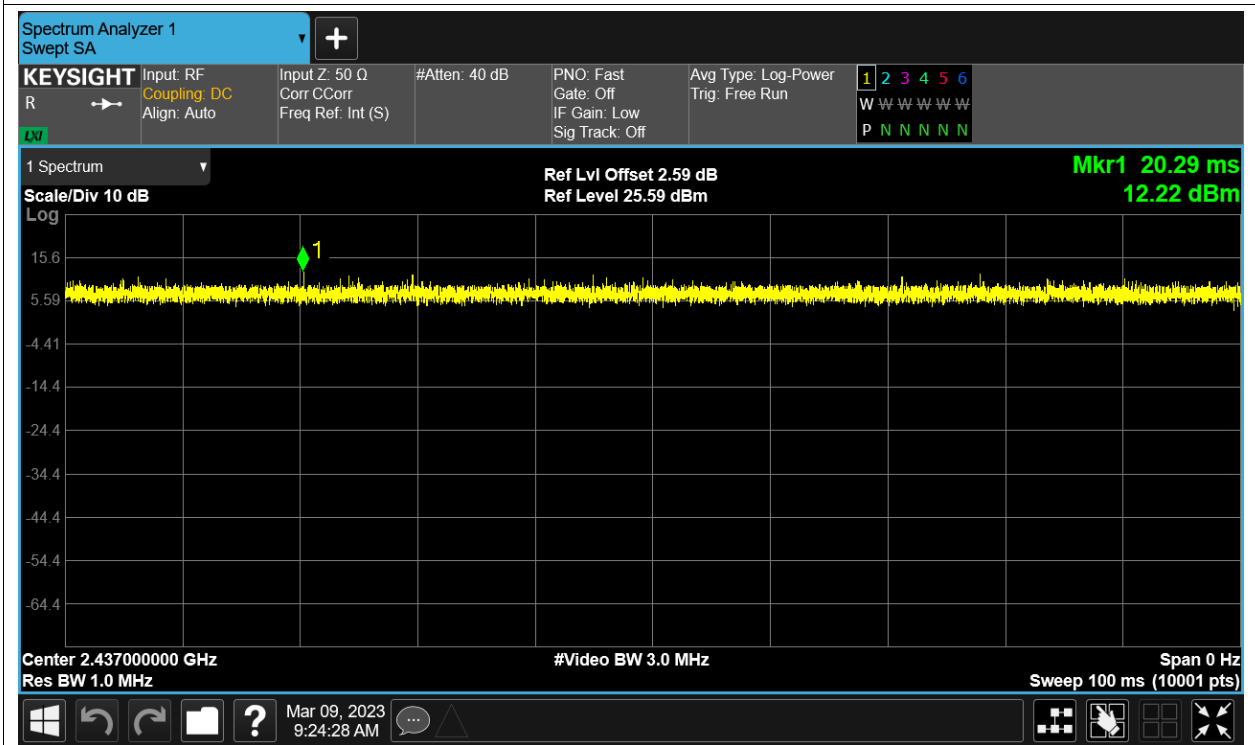 Spectrum Analyzer 1
Swept SA
KEYSIGHT
R
LXI
Input: RF
Coupling: DC
Align: Auto
Input Z: 50 Ω
Corr CCorr
Freq Ref: Int (S)
#Atten: 40 dB
PNO: Fast
Gate: Off
IF Gain: Low
Sig Track: Off
Avg Type: Log-Power
Trig: Free Run
1 2 3 4 5 6
W W W W W W
P N N N N N
1 Spectrum
Scale/Div 10 dB
Log
Ref Lvl Offset 2.59 dB
Ref Level 25.59 dBm
Mkr1 20.29 ms
12.22 dBm
1
15.6
5.59
-4.41
-14.4
-24.4
-34.4
-44.4
-54.4
-64.4
Center 2.437000000 GHz
Res BW 1.0 MHz
#Video BW 3.0 MHz
Span 0 Hz
Sweep 100 ms (10001 pts)
?
Mar 09, 2023
9:24:28 AM